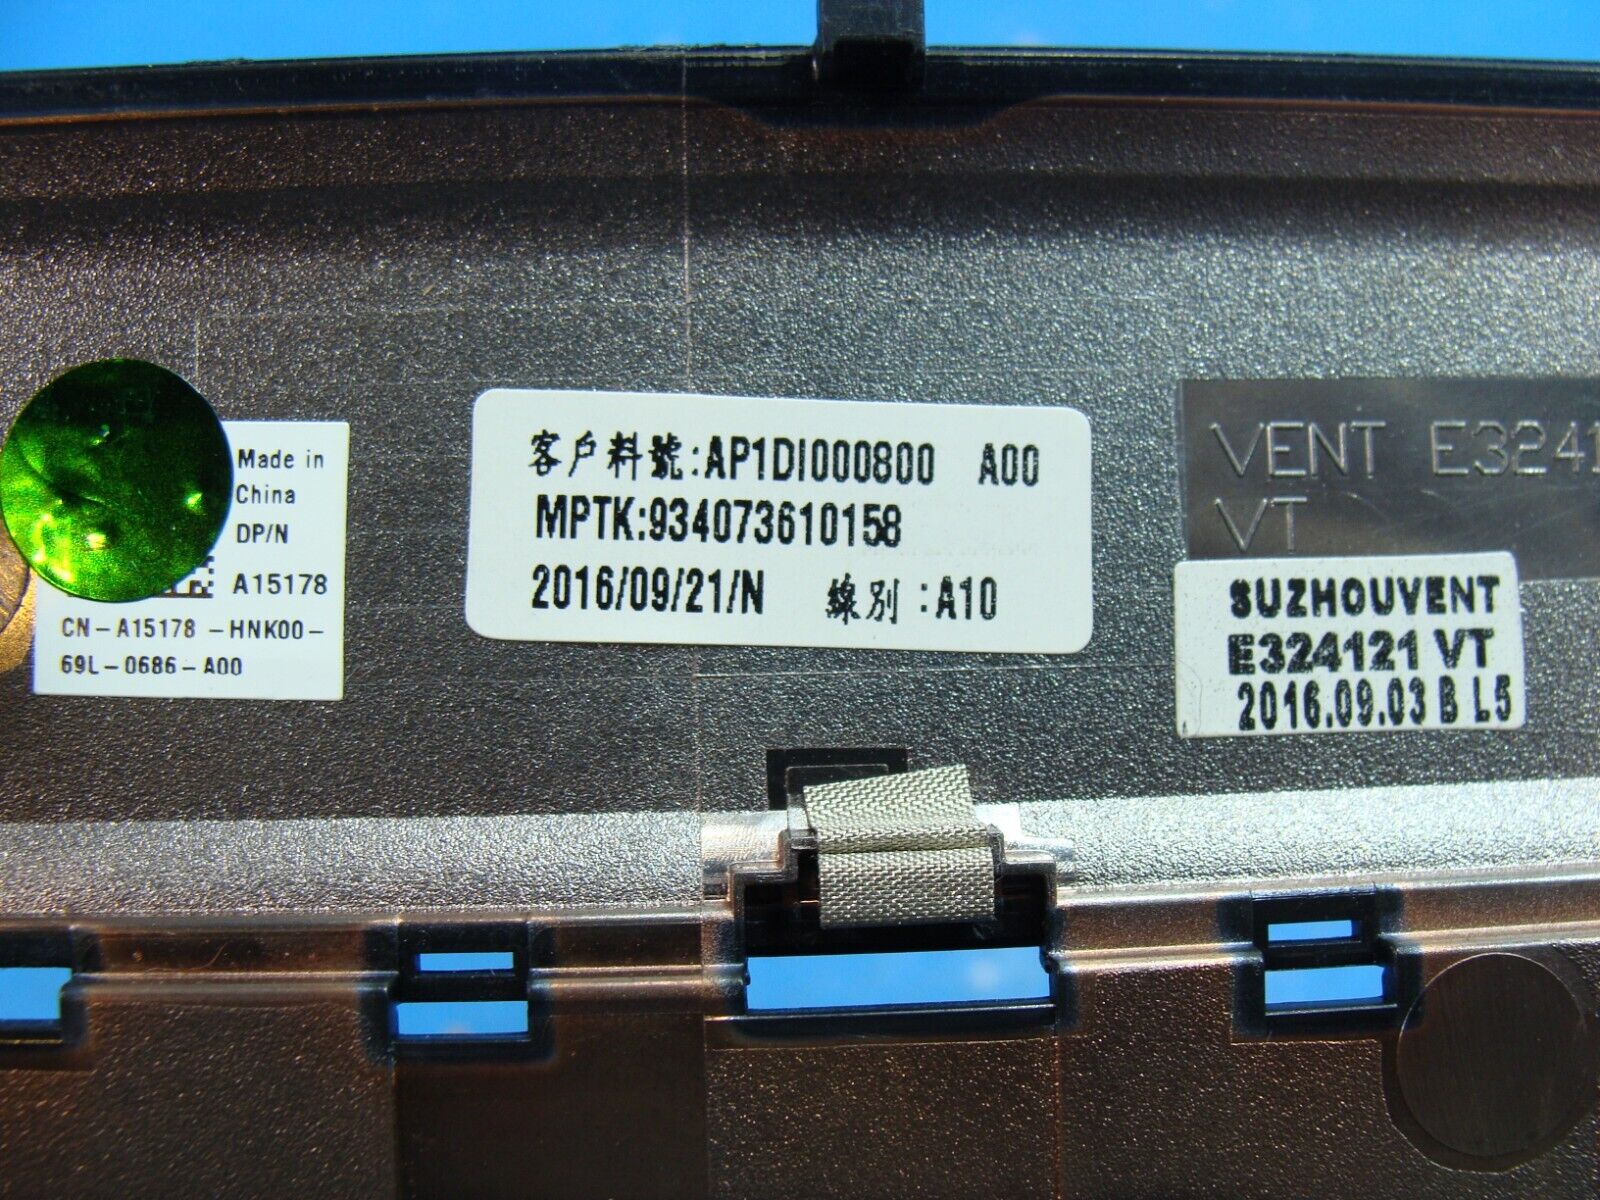 Made in
China
DP/N
A15178
CN-A15178-HNK00-
69L-0686-A00
客戶料號:AP1DI000800 A00
MPTK:934073610158
2016/09/21/N 線別:A10
VENT E3241
VT
SUZHOUVENT
E324121 VT
2016.09.03 B L5